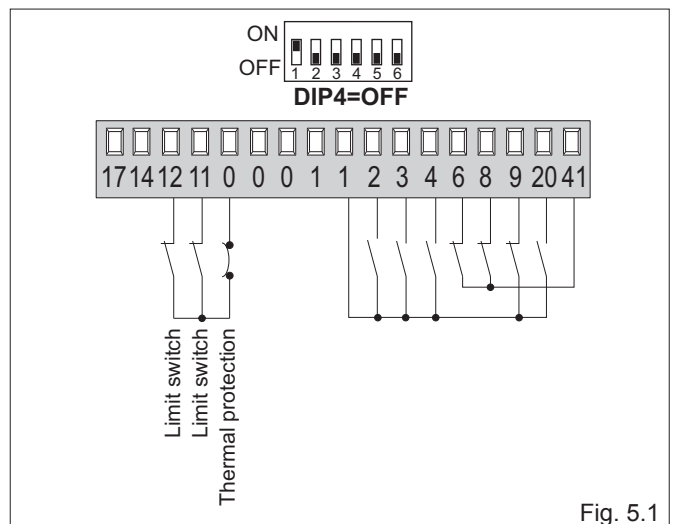 ON
OFF
1 2 3 4 5 6
DIP4=OFF
17 14 12 11 0 0 0 1 1 2 3 4 6 8 9 20 41
Limit switch
Limit switch
Thermal protection
Fig. 5.1